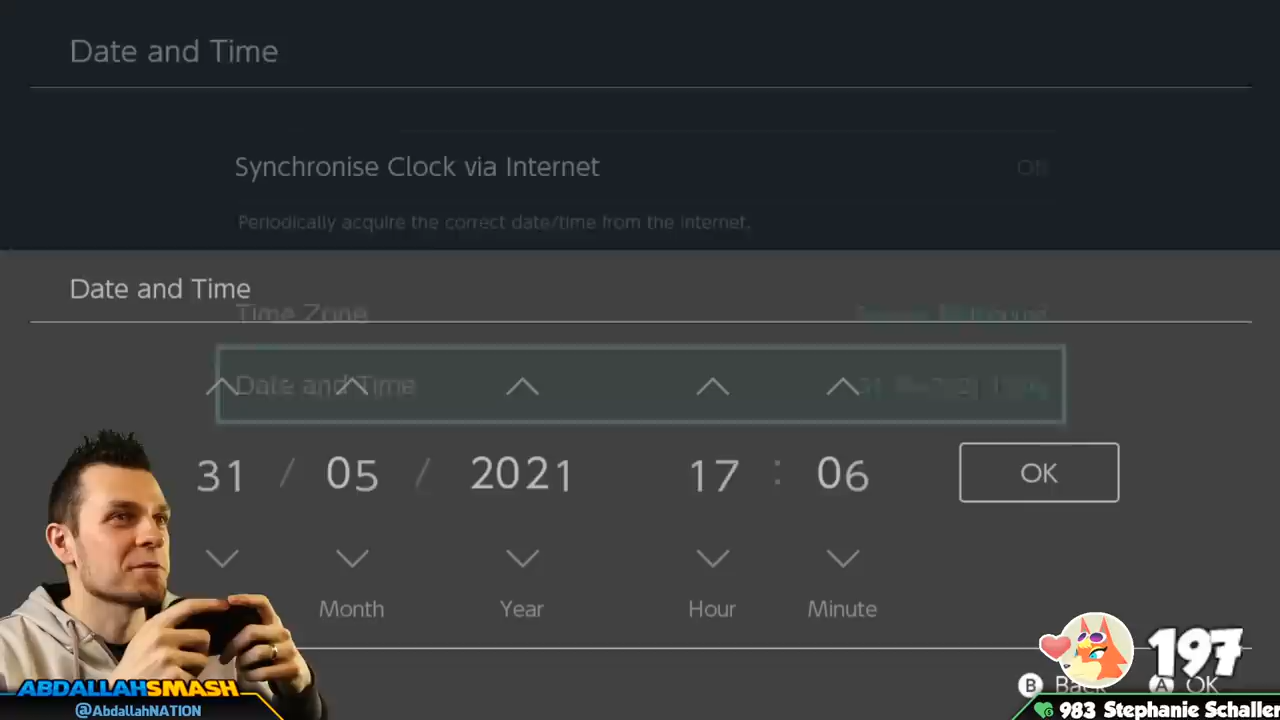 Date and Time
Synchronise Clock via Internet
Periodically acquire the correct date/time from the internet.
Date and Time
Time Zone
Date and Time
31 / 05 / 2021 17 : 06 OK
Month Year Hour Minute
197
B Back A OK
ABDALLAHSMASH
@AbdallahNATION
983 Stephanie Schaller